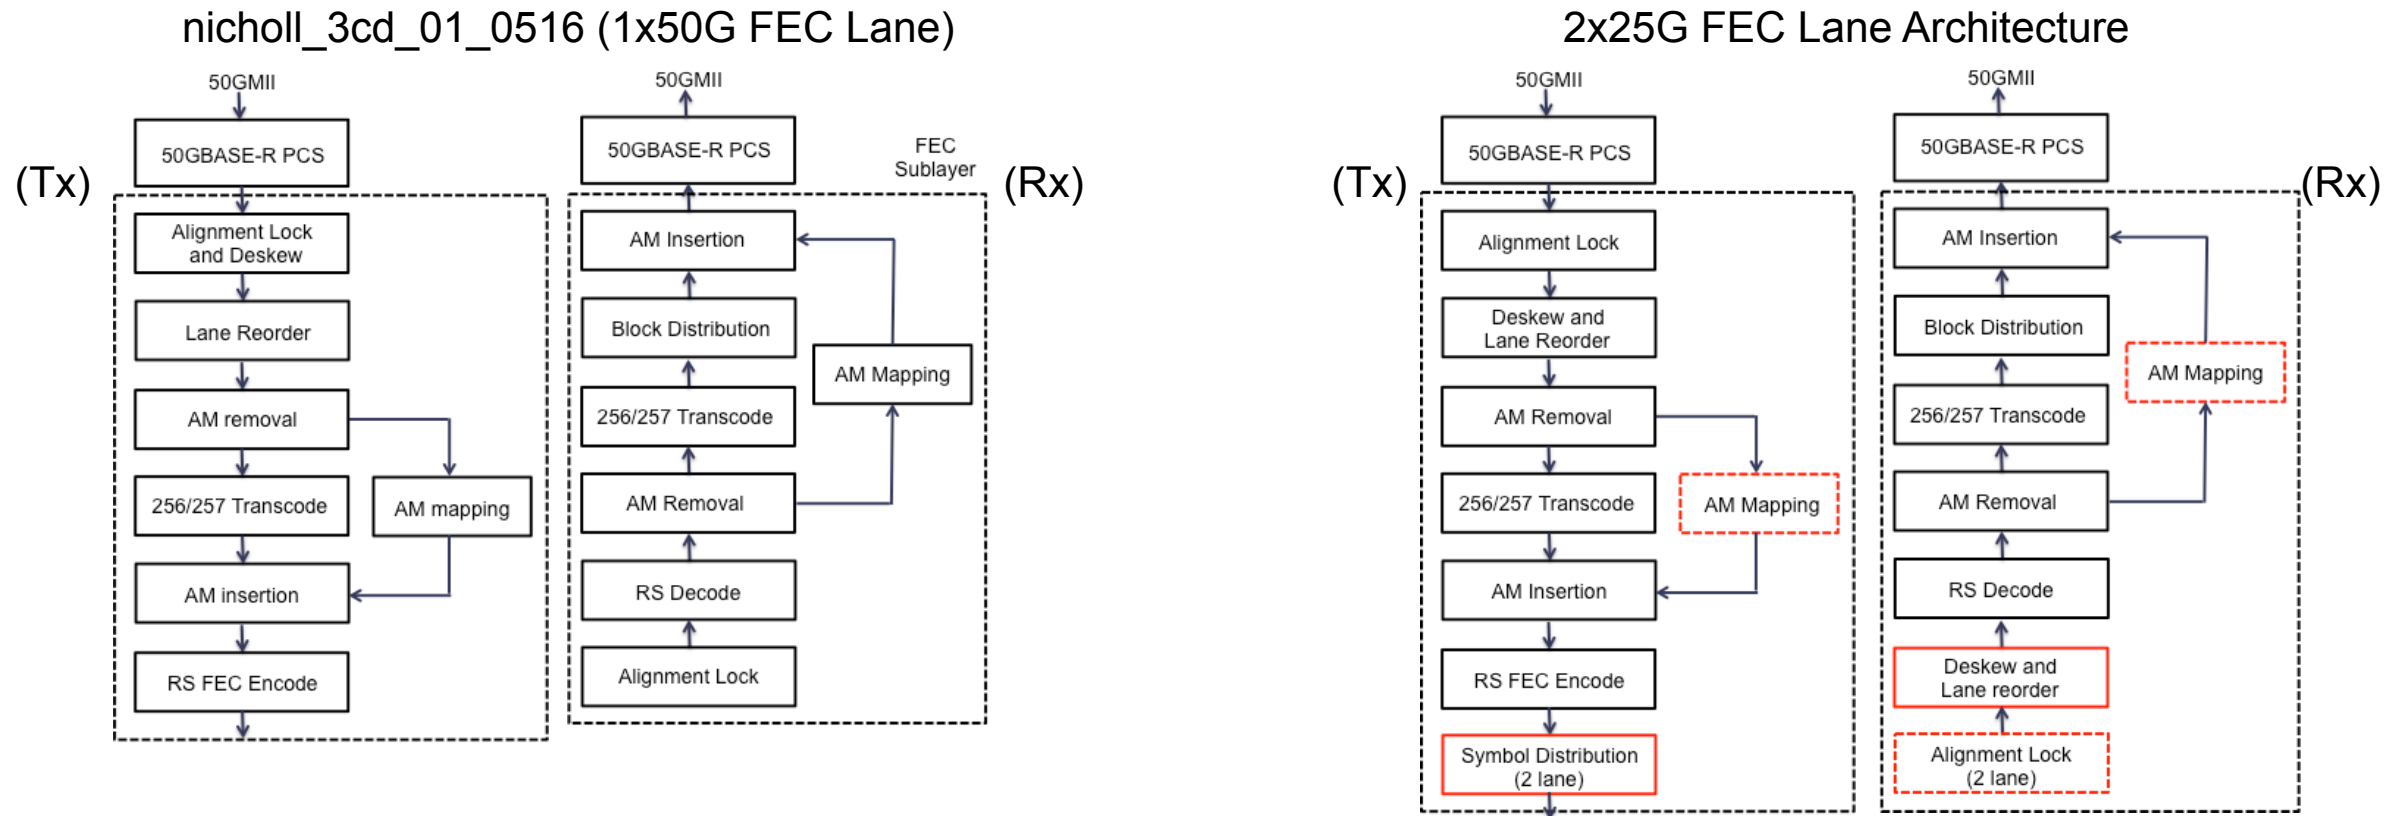 nicholl_3cd_01_0516 (1x50G FEC Lane)
(Tx)
50GMII
50GBASE-R PCS
Alignment Lock
and Deskew
Lane Reorder
AM removal
256/257 Transcode
AM mapping
AM insertion
RS FEC Encode
50GMII
50GBASE-R PCS
FEC
Sublayer
(Rx)
AM Insertion
Block Distribution
AM Mapping
256/257 Transcode
AM Removal
RS Decode
Alignment Lock
2x25G FEC Lane Architecture
(Tx)
50GMII
50GBASE-R PCS
Alignment Lock
Deskew and
Lane Reorder
AM Removal
256/257 Transcode
AM Mapping
AM Insertion
RS FEC Encode
Symbol Distribution
(2 lane)
50GMII
50GBASE-R PCS
(Rx)
AM Insertion
Block Distribution
AM Mapping
256/257 Transcode
AM Removal
RS Decode
Deskew and
Lane reorder
Alignment Lock
(2 lane)